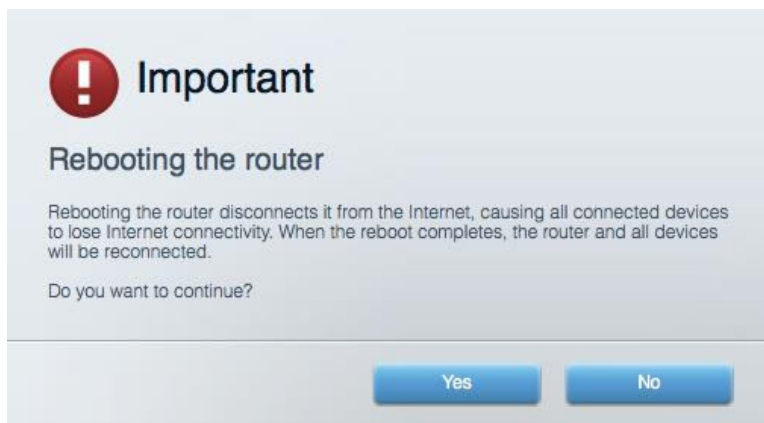 Important
Rebooting the router
Rebooting the router disconnects it from the Internet, causing all connected devices
to lose Internet connectivity. When the reboot completes, the router and all devices
will be reconnected.
Do you want to continue?
Yes No